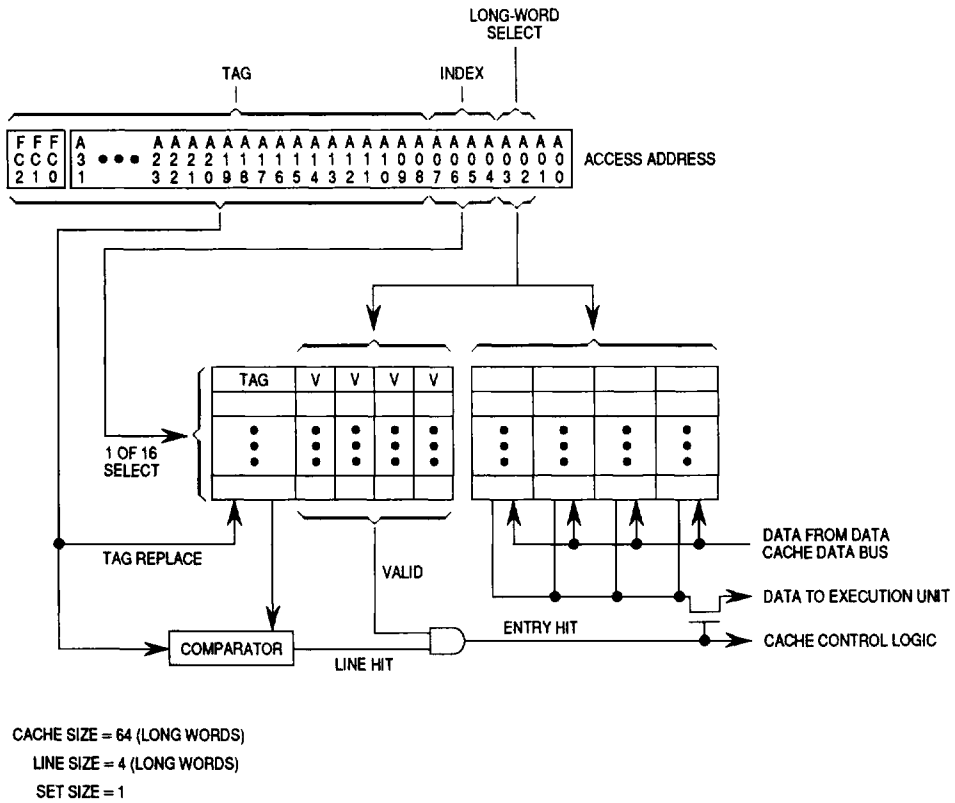 LONG-WORD
SELECT
TAG
INDEX
F F F A ••• A A A A A A A A A A A A A A A A A A A A A A A A
C C C 3 2 2 2 2 1 1 1 1 1 1 1 1 1 1 0 0 0 0 0 0 0 0 0 0
2 1 0 1 3 2 1 0 9 8 7 6 5 4 3 2 1 0 9 8 7 6 5 4 3 2 1 0
ACCESS ADDRESS
TAG V V V V
1 OF 16
SELECT
TAG REPLACE
VALID
DATA FROM DATA
CACHE DATA BUS
DATA TO EXECUTION UNIT
ENTRY HIT
CACHE CONTROL LOGIC
COMPARATOR
LINE HIT
CACHE SIZE = 64 (LONG WORDS)
LINE SIZE = 4 (LONG WORDS)
SET SIZE = 1